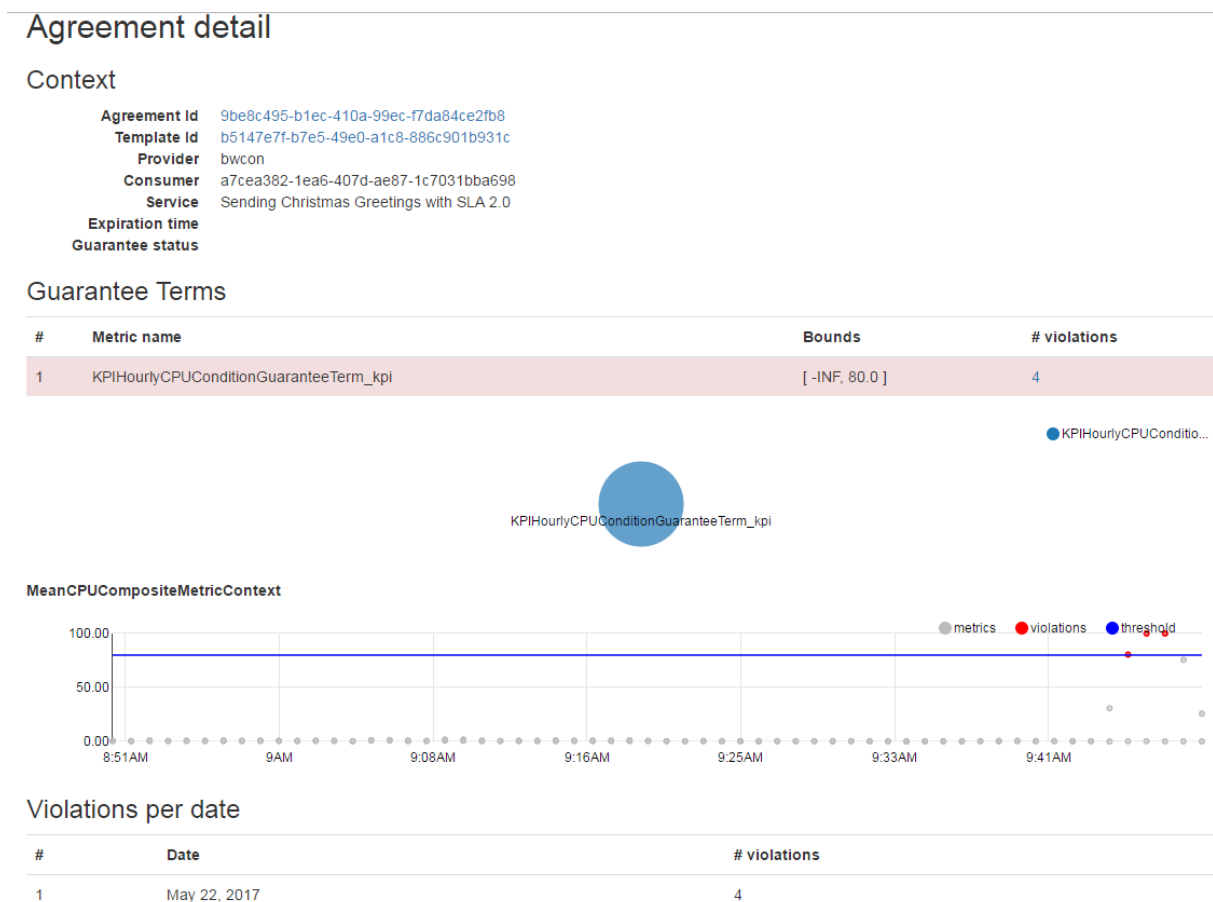 Agreement detail
Context
Agreement Id 9be8c495-b1ec-410a-99ec-f7da84ce2fb8
Template Id b5147e7f-b7e5-49e0-a1c8-886c901b931c
Provider bwcon
Consumer a7cea382-1ea6-407d-ae87-1c7031bba698
Service Sending Christmas Greetings with SLA 2.0
Expiration time
Guarantee status
Guarantee Terms
# Metric name Bounds # violations
1 KPIHourlyCPUConditionGuaranteeTerm_kpi [ -INF, 80.0 ] 4
KPIHourlyCPUConditio...
KPIHourlyCPUConditionGuaranteeTerm_kpi
MeanCPUCompositeMetricContext
metrics violations threshold
100.00
50.00
0.00
8:51AM 9AM 9:08AM 9:16AM 9:25AM 9:33AM 9:41AM
Violations per date
# Date # violations
1 May 22, 2017 4